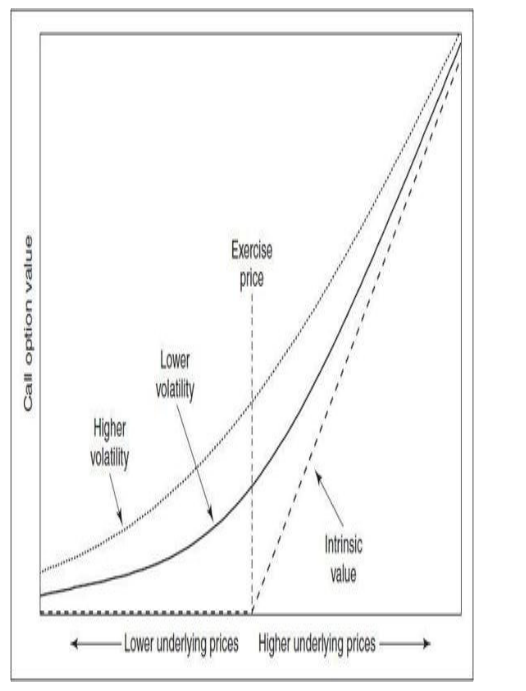 Call option value
Exercise
price
Lower
volatility
Higher
volatility
Intrinsic
value
Lower underlying prices
Higher underlying prices